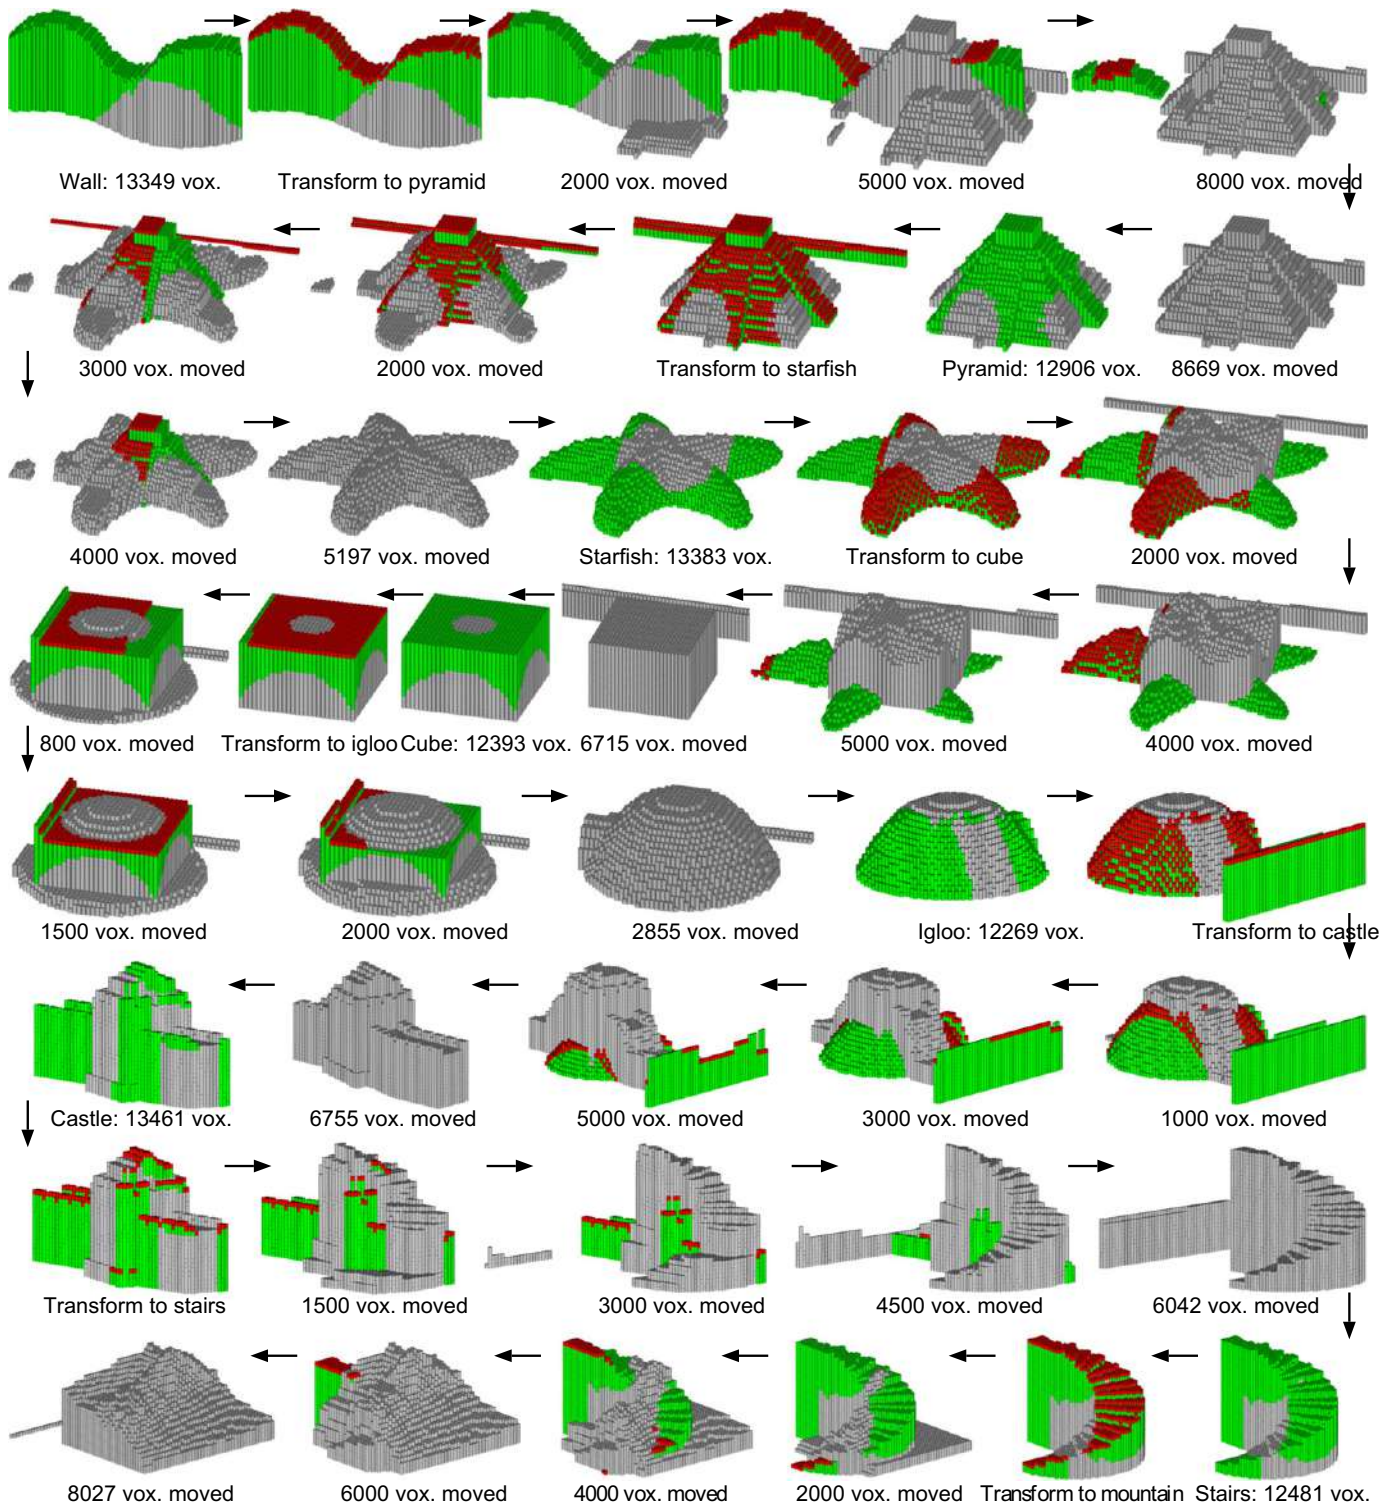 Wall: 13349 vox.
Transform to pyramid
2000 vox. moved
5000 vox. moved
8000 vox. moved
3000 vox. moved
2000 vox. moved
Transform to starfish
Pyramid: 12906 vox.
8669 vox. moved
4000 vox. moved
5197 vox. moved
Starfish: 13383 vox.
Transform to cube
2000 vox. moved
800 vox. moved
Transform to igloo
Cube: 12393 vox.
6715 vox. moved
5000 vox. moved
4000 vox. moved
1500 vox. moved
2000 vox. moved
2855 vox. moved
Igloo: 12269 vox.
Transform to castle
Castle: 13461 vox.
6755 vox. moved
5000 vox. moved
3000 vox. moved
1000 vox. moved
Transform to stairs
1500 vox. moved
3000 vox. moved
4500 vox. moved
6042 vox. moved
8027 vox. moved
6000 vox. moved
4000 vox. moved
2000 vox. moved
Transform to mountain
Stairs: 12481 vox.